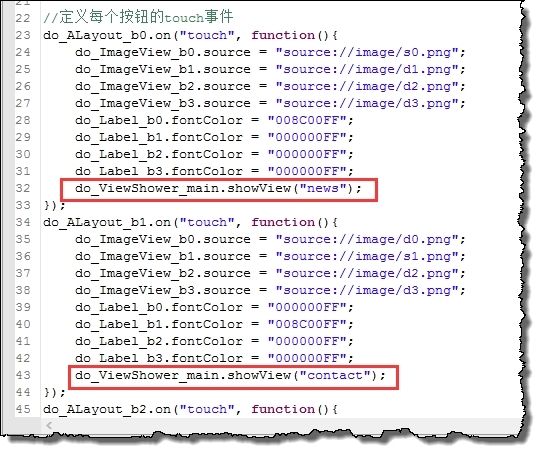 21
22 //定义每个按钮的touch事件
23 do_ALayout_b0.on("touch", function(){
24 do_ImageView_b0.source = "source://image/s0.png";
25 do_ImageView_b1.source = "source://image/d1.png";
26 do_ImageView_b2.source = "source://image/d2.png";
27 do_ImageView_b3.source = "source://image/d3.png";
28 do_Label_b0.fontColor = "008C00FF";
29 do_Label_b1.fontColor = "000000FF";
30 do_Label_b2.fontColor = "000000FF";
31 do_Label_b3.fontColor = "000000FF";
32 do_ViewShower_main.showView("news");
33 });
34 do_ALayout_b1.on("touch", function(){
35 do_ImageView_b0.source = "source://image/d0.png";
36 do_ImageView_b1.source = "source://image/s1.png";
37 do_ImageView_b2.source = "source://image/d2.png";
38 do_ImageView_b3.source = "source://image/d3.png";
39 do_Label_b0.fontColor = "000000FF";
40 do_Label_b1.fontColor = "008C00FF";
41 do_Label_b2.fontColor = "000000FF";
42 do_Label_b3.fontColor = "000000FF";
43 do_ViewShower_main.showView("contact");
44 });
45 do_ALayout_b2.on("touch", function(){